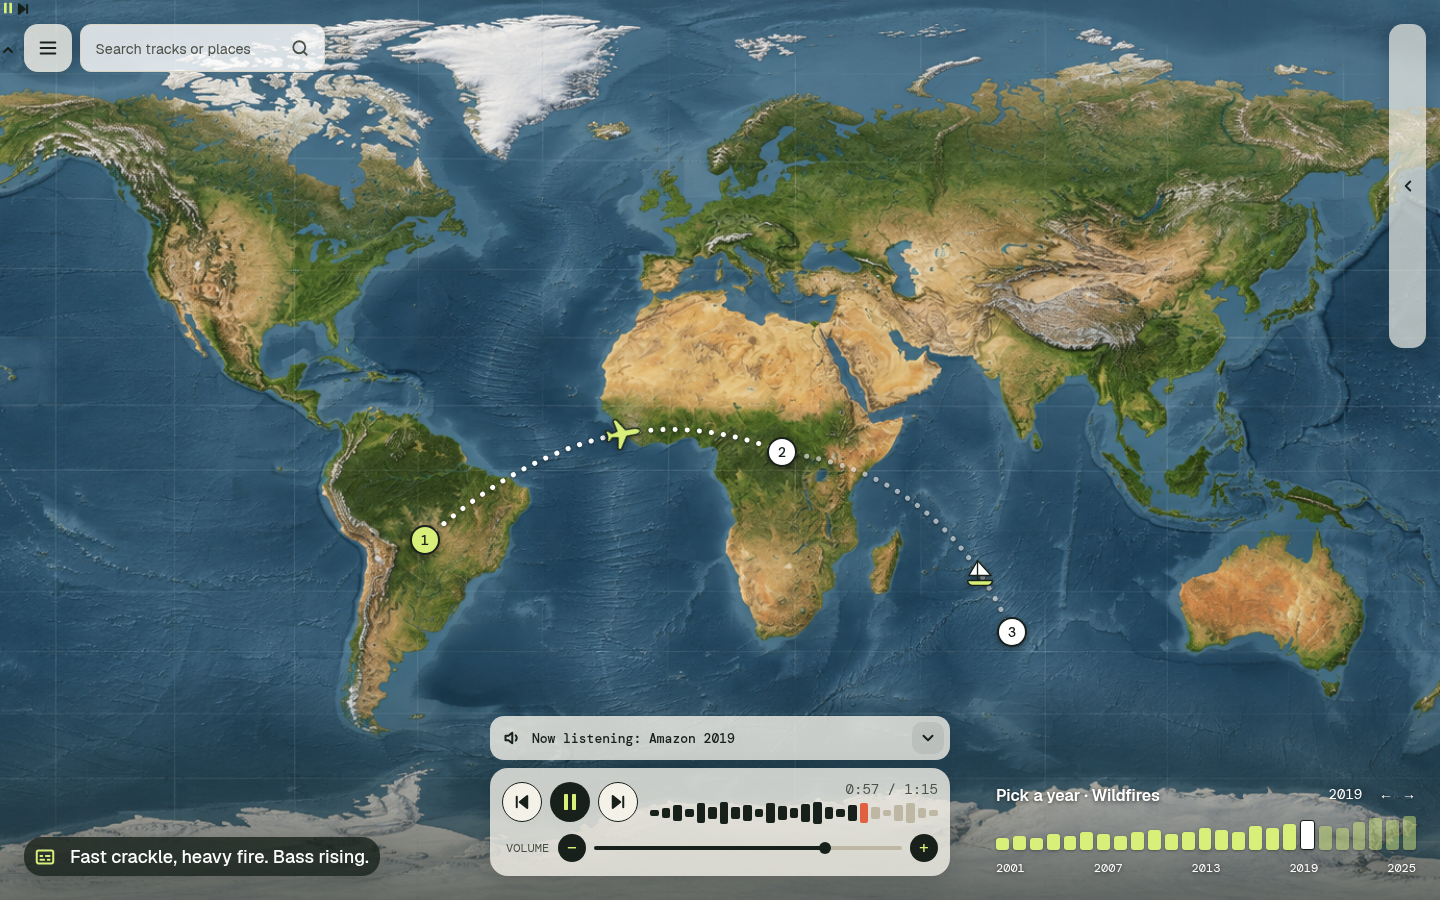 Search tracks or places
1
2
3
Now listening: Amazon 2019
0:57 / 1:15
VOLUME
Fast crackle, heavy fire. Bass rising.
Pick a year · Wildfires
2019 ← →
2001 2007 2013 2019 2025